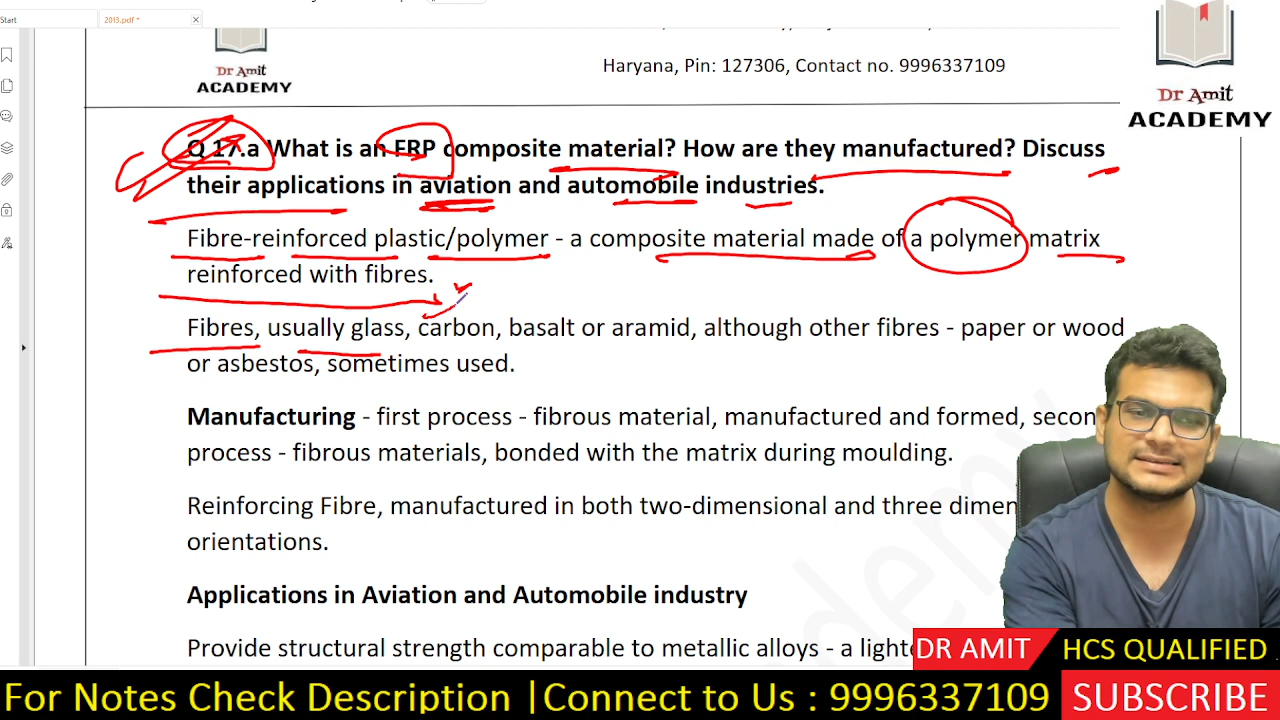 Start
2013.pdf *
Dr Amit
ACADEMY
Haryana, Pin: 127306, Contact no. 9996337109
Dr Amit
ACADEMY
a What is an FRP composite material? How are they manufactured? Discuss
their applications in aviation and automobile industries.
Fibre-reinforced plastic/polymer - a composite material made of a polymer matrix
reinforced with fibres.
Fibres, usually glass, carbon, basalt or aramid, although other fibres - paper or wood
or asbestos, sometimes used.
Manufacturing - first process - fibrous material, manufactured and formed, secon
process - fibrous materials, bonded with the matrix during moulding.
Reinforcing Fibre, manufactured in both two-dimensional and three dimen
orientations.
Applications in Aviation and Automobile industry
Provide structural strength comparable to metallic alloys - a lighte
DR AMIT HCS QUALIFIED
For Notes Check Description |Connect to Us : 9996337109 SUBSCRIBE